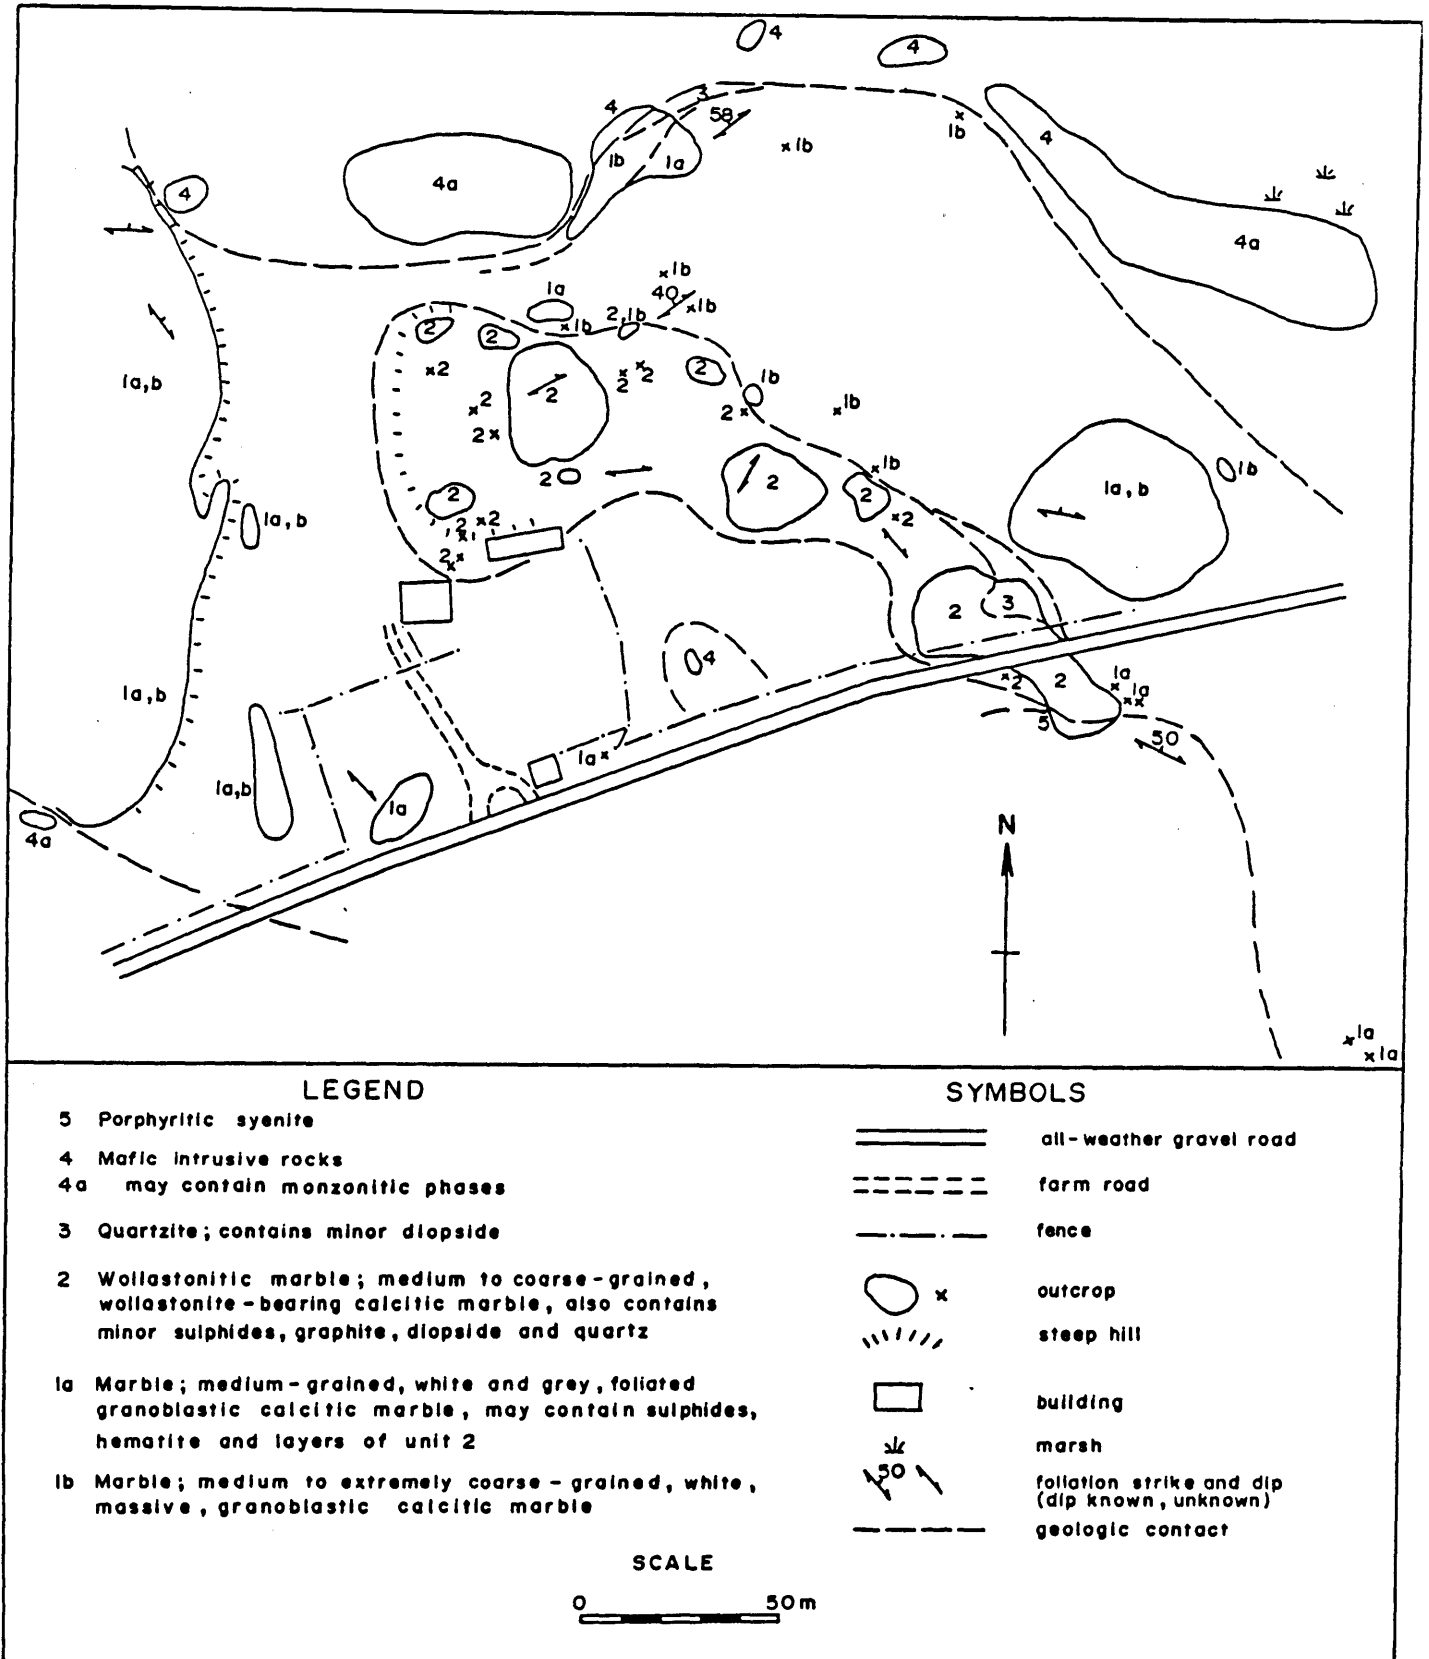 4
4
4
3
58
1b
1b
1b
1a
4
4a
4
4a
1b
40
1b
1a
1b
2,1b
2
2
2
2
2
2
2
2
2
1b
2
1b
1a,b
2
2
1b
2
2
1a,b
1b
2
2
2
2
1a,b
2
3
4
1a,b
2
2
1a
1a
5
50
1a
1a,b
1a
4a
N
1a
1a
LEGEND
5 Porphyritic syenite
4 Mafic intrusive rocks
4a may contain monzonitic phases
3 Quartzite; contains minor diopside
2 Wollastonitic marble; medium to coarse-grained,
wollastonite-bearing calcitic marble, also contains
minor sulphides, graphite, diopside and quartz
1a Marble; medium-grained, white and grey, foliated
granoblastic calcitic marble, may contain sulphides,
hematite and layers of unit 2
1b Marble; medium to extremely coarse-grained, white,
massive, granoblastic calcitic marble
SYMBOLS
all-weather gravel road
farm road
fence
outcrop
steep hill
building
marsh
50
foliation strike and dip
(dip known, unknown)
geologic contact
SCALE
0 50m